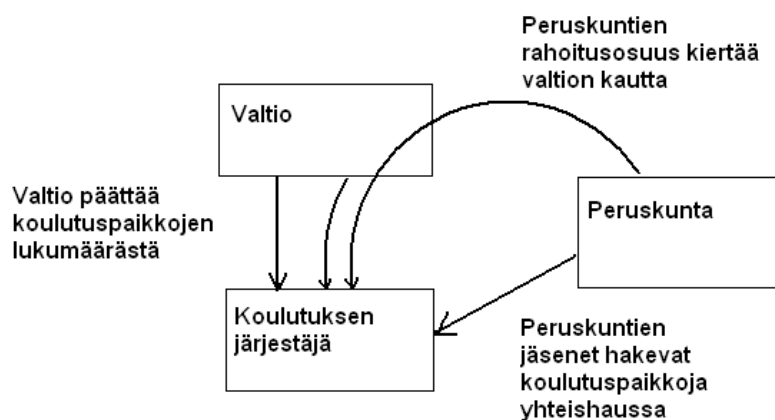 Peruskuntien
rahoitusosuus kiertää
valtion kautta
Valtio
Valtio päättää
koulutuspaikkojen
lukumäärästä
Peruskunta
Koulutuksen
järjestäjä
Peruskuntien
jäsenet hakevat
koulutuspaikkoja
yhteishaussa